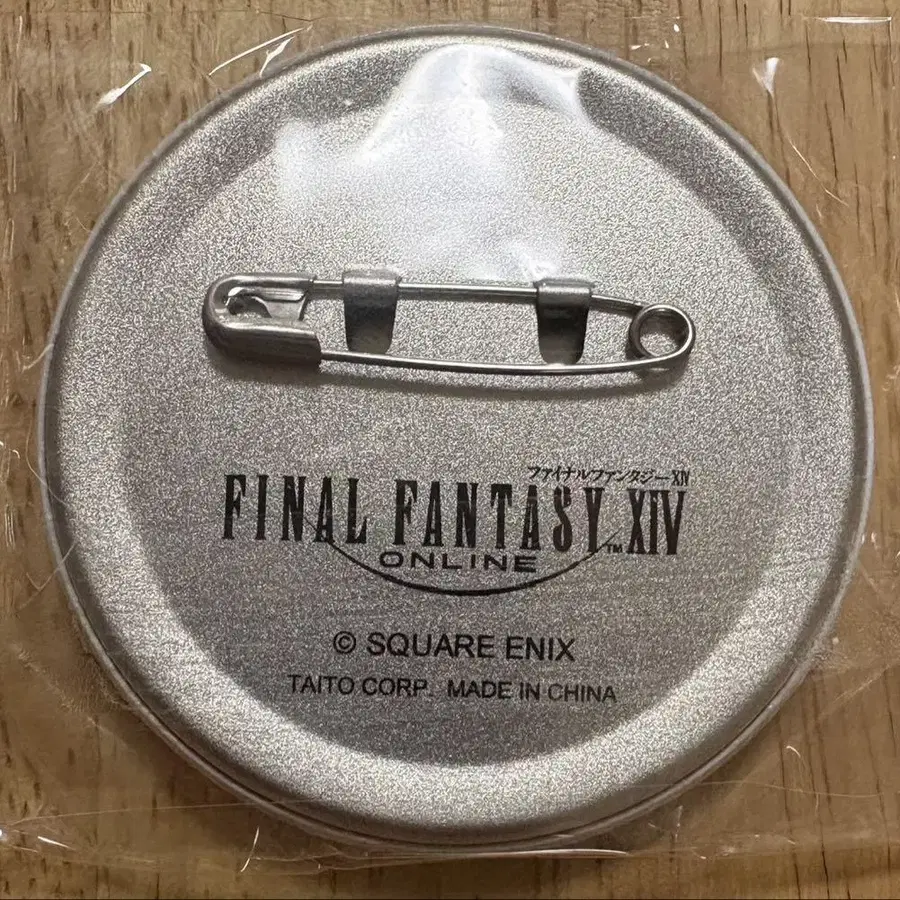 ファイナルファンタジーXIV
FINAL FANTASY XIV
ONLINE ™
© SQUARE ENIX
TAITO CORP. MADE IN CHINA